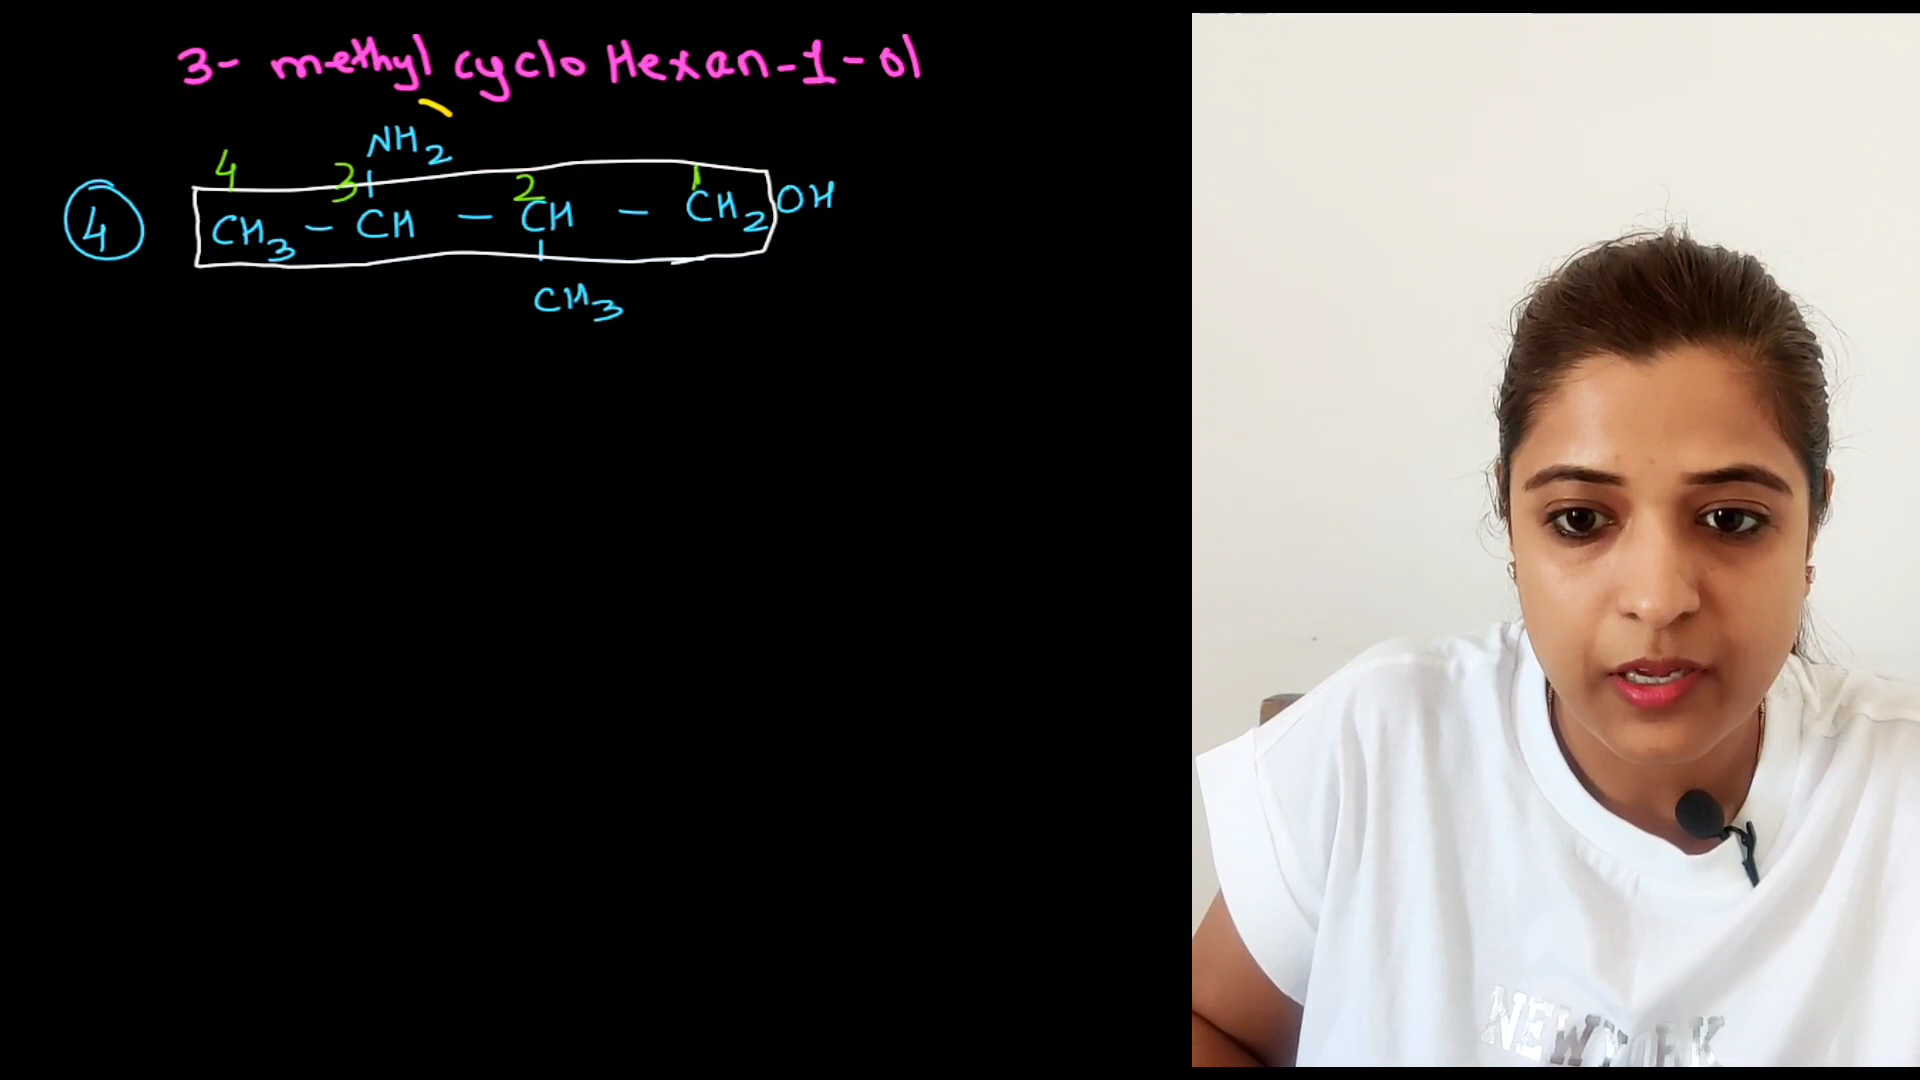 3- methyl cyclo Hexan-1-ol
NH2
4 3 2 1
4 CH3 - CH - CH - CH2 OH
CH3
NEW YORK